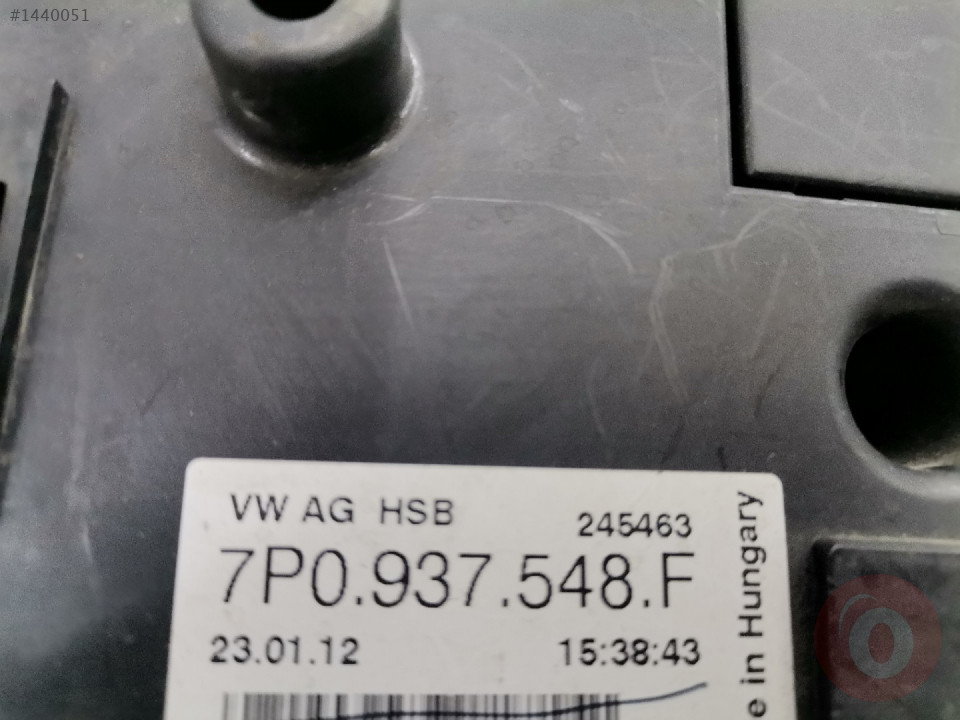 #1440051
VW AG HSB
245463
7P0.937.548.F
23.01.12
15:38:43
e in Hungary